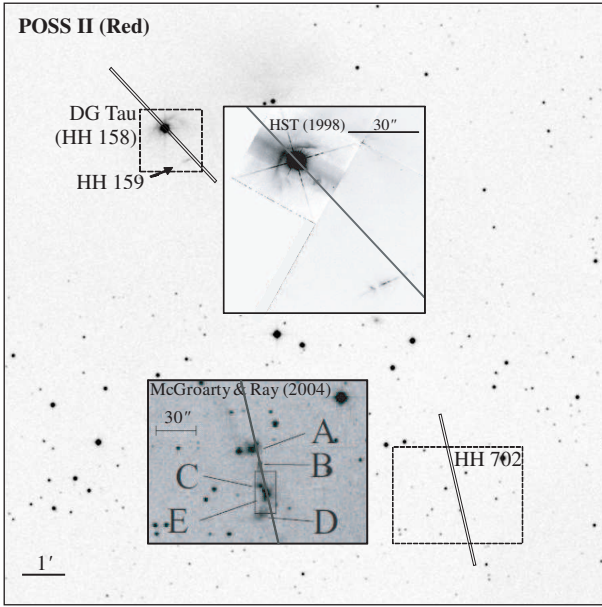 POSS II (Red)
DG Tau
(HH 158)
HH 159
HST (1998)
30″
McGroarty & Ray (2004)
30″
A
B
C
E
D
HH 702
1′